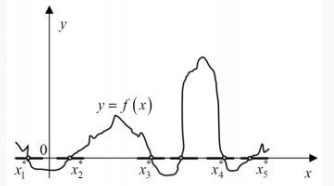 y
y = f (x)
0
x₁* x₂* x₃* x₄* x₅* x